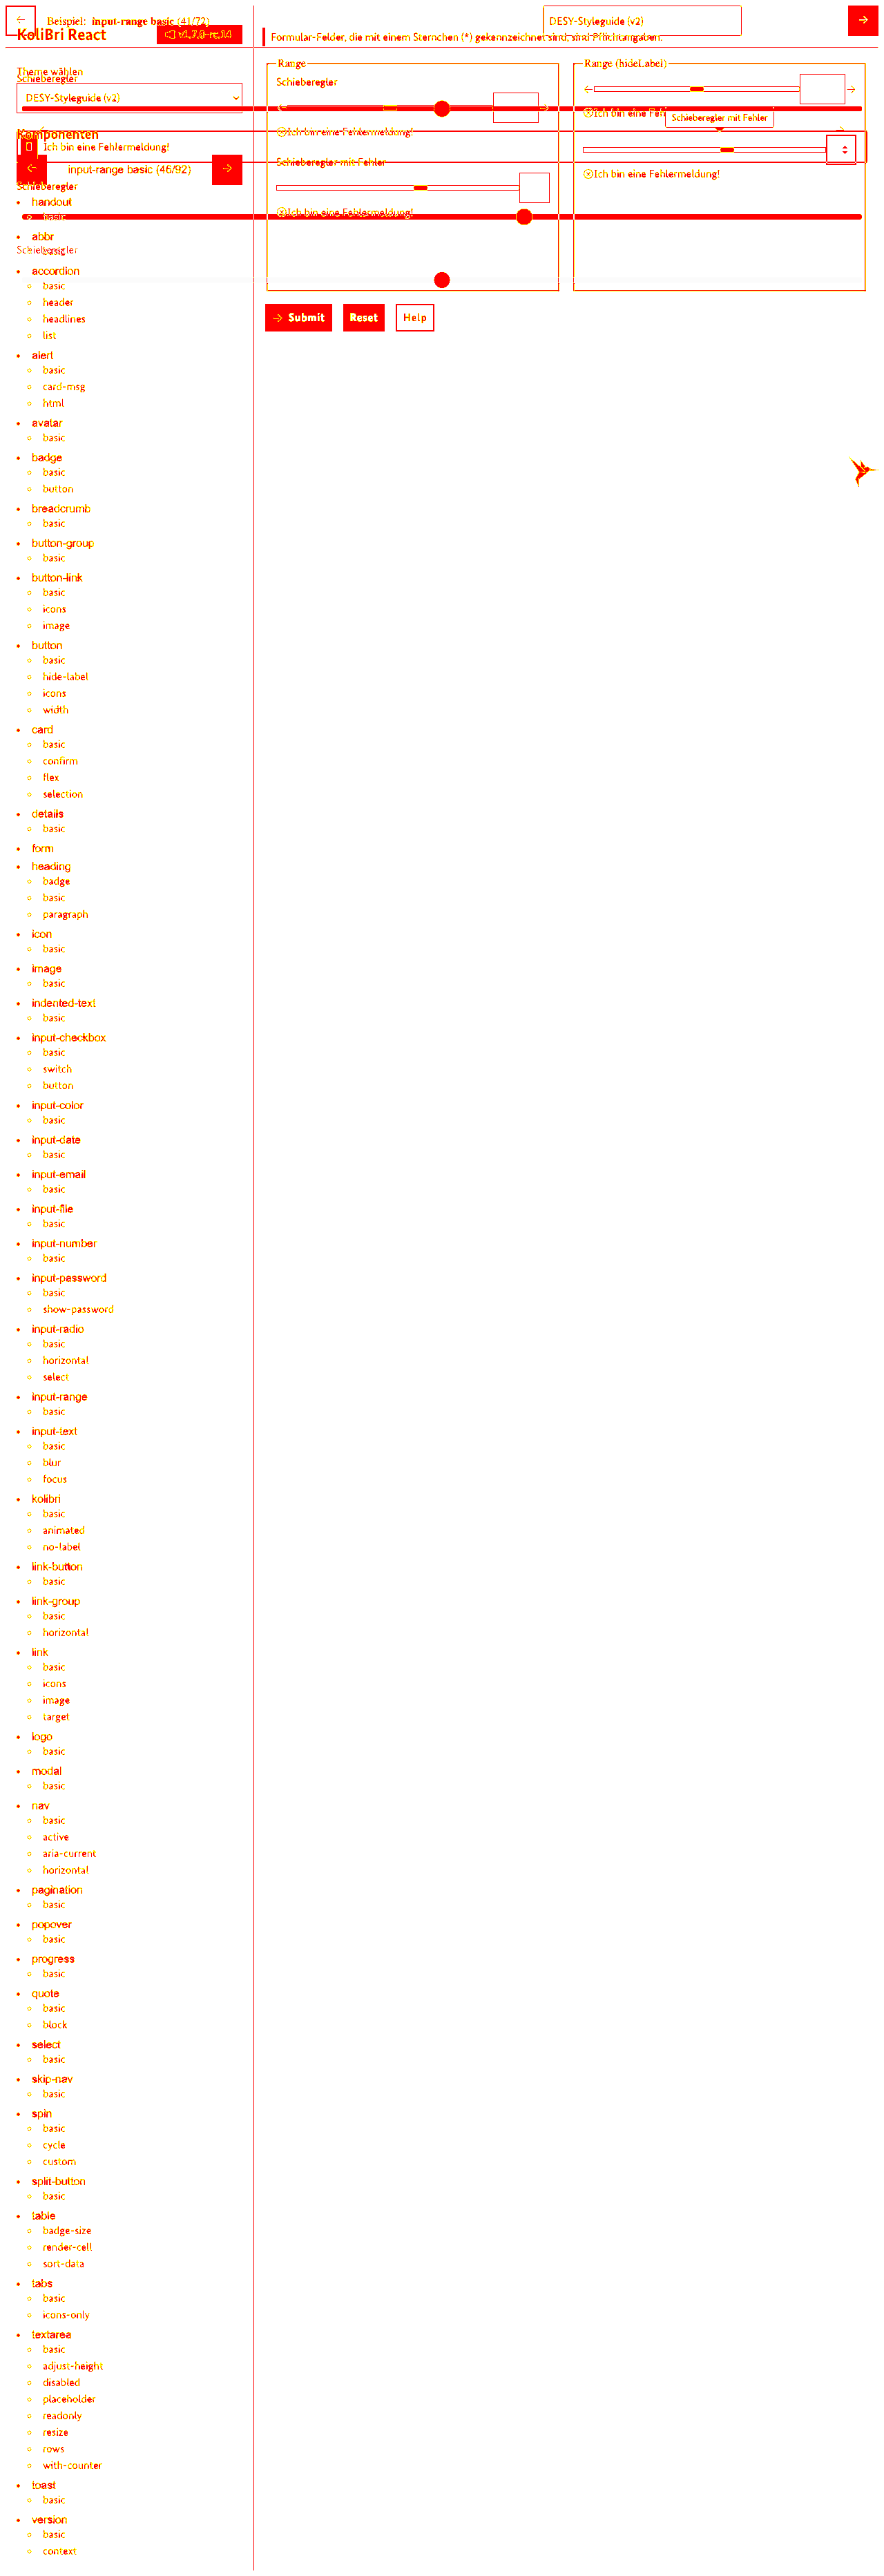 Beispiel: input-range basic (41/72)
DESY-Styleguide (v2)
KoliBri React
Formular-Felder, die mit einem Sternchen (*) gekennzeichnet sind, sind Pflichtangaben.
Theme wählen
Schieberegler
DESY-Styleguide (v2)
Range
Schieberegler
Ich bin eine Fehlermeldung!
Schieberegler mit Fehler
Ich bin eine Fehlermeldung!
Range (hideLabel)
Ich bin eine Feh
Schieberegler mit Fehler
Ich bin eine Fehlermeldung!
Submit
Reset
Help
Komponenten
Ich bin eine Fehlermeldung!
input-range basic (46/92)
Schieberegler
handout
basic
abbr
Schieberegler
basic
accordion
basic
header
headlines
list
alert
basic
card-msg
html
avatar
basic
badge
basic
button
breadcrumb
basic
button-group
basic
button-link
basic
icons
image
button
basic
hide-label
icons
width
card
basic
confirm
flex
selection
details
basic
form
heading
badge
basic
paragraph
icon
basic
image
basic
indented-text
basic
input-checkbox
basic
switch
button
input-color
basic
input-date
basic
input-email
basic
input-file
basic
input-number
basic
input-password
basic
show-password
input-radio
basic
horizontal
select
input-range
basic
input-text
basic
blur
focus
kolibri
basic
animated
no-label
link-button
basic
link-group
basic
horizontal
link
basic
icons
image
target
logo
basic
modal
basic
nav
basic
active
aria-current
horizontal
pagination
basic
popover
basic
progress
basic
quote
basic
block
select
basic
skip-nav
basic
spin
basic
cycle
custom
split-button
basic
table
badge-size
render-cell
sort-data
tabs
basic
icons-only
textarea
basic
adjust-height
disabled
placeholder
readonly
resize
rows
with-counter
toast
basic
version
basic
context